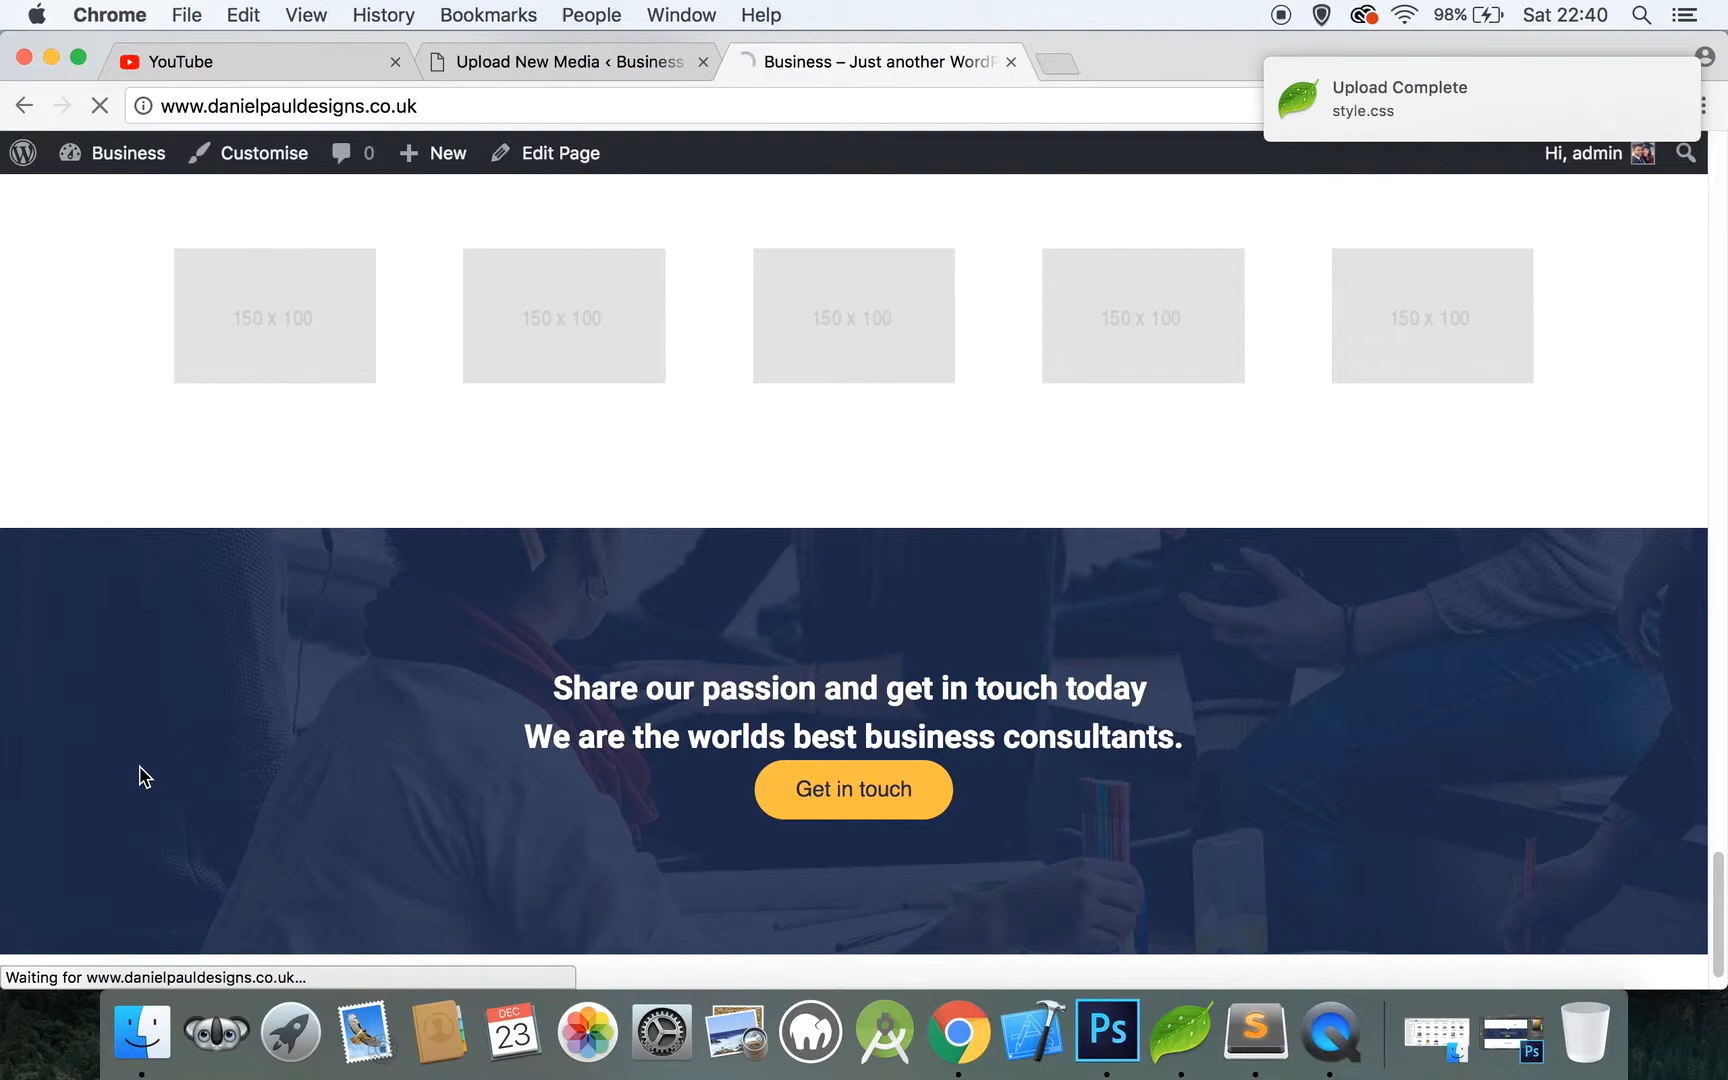 Chrome File Edit View History Bookmarks People Window Help 98% Sat 22:40
YouTube Upload New Media ‹ Business Business – Just another WordP
Upload Complete
style.css
www.danielpauldesigns.co.uk
Business Customise 0 New Edit Page Hi, admin
150 x 100 150 x 100 150 x 100 150 x 100 150 x 100
Share our passion and get in touch today
We are the worlds best business consultants.
Get in touch
Waiting for www.danielpauldesigns.co.uk...
DEC
23
Ps
S
Ps